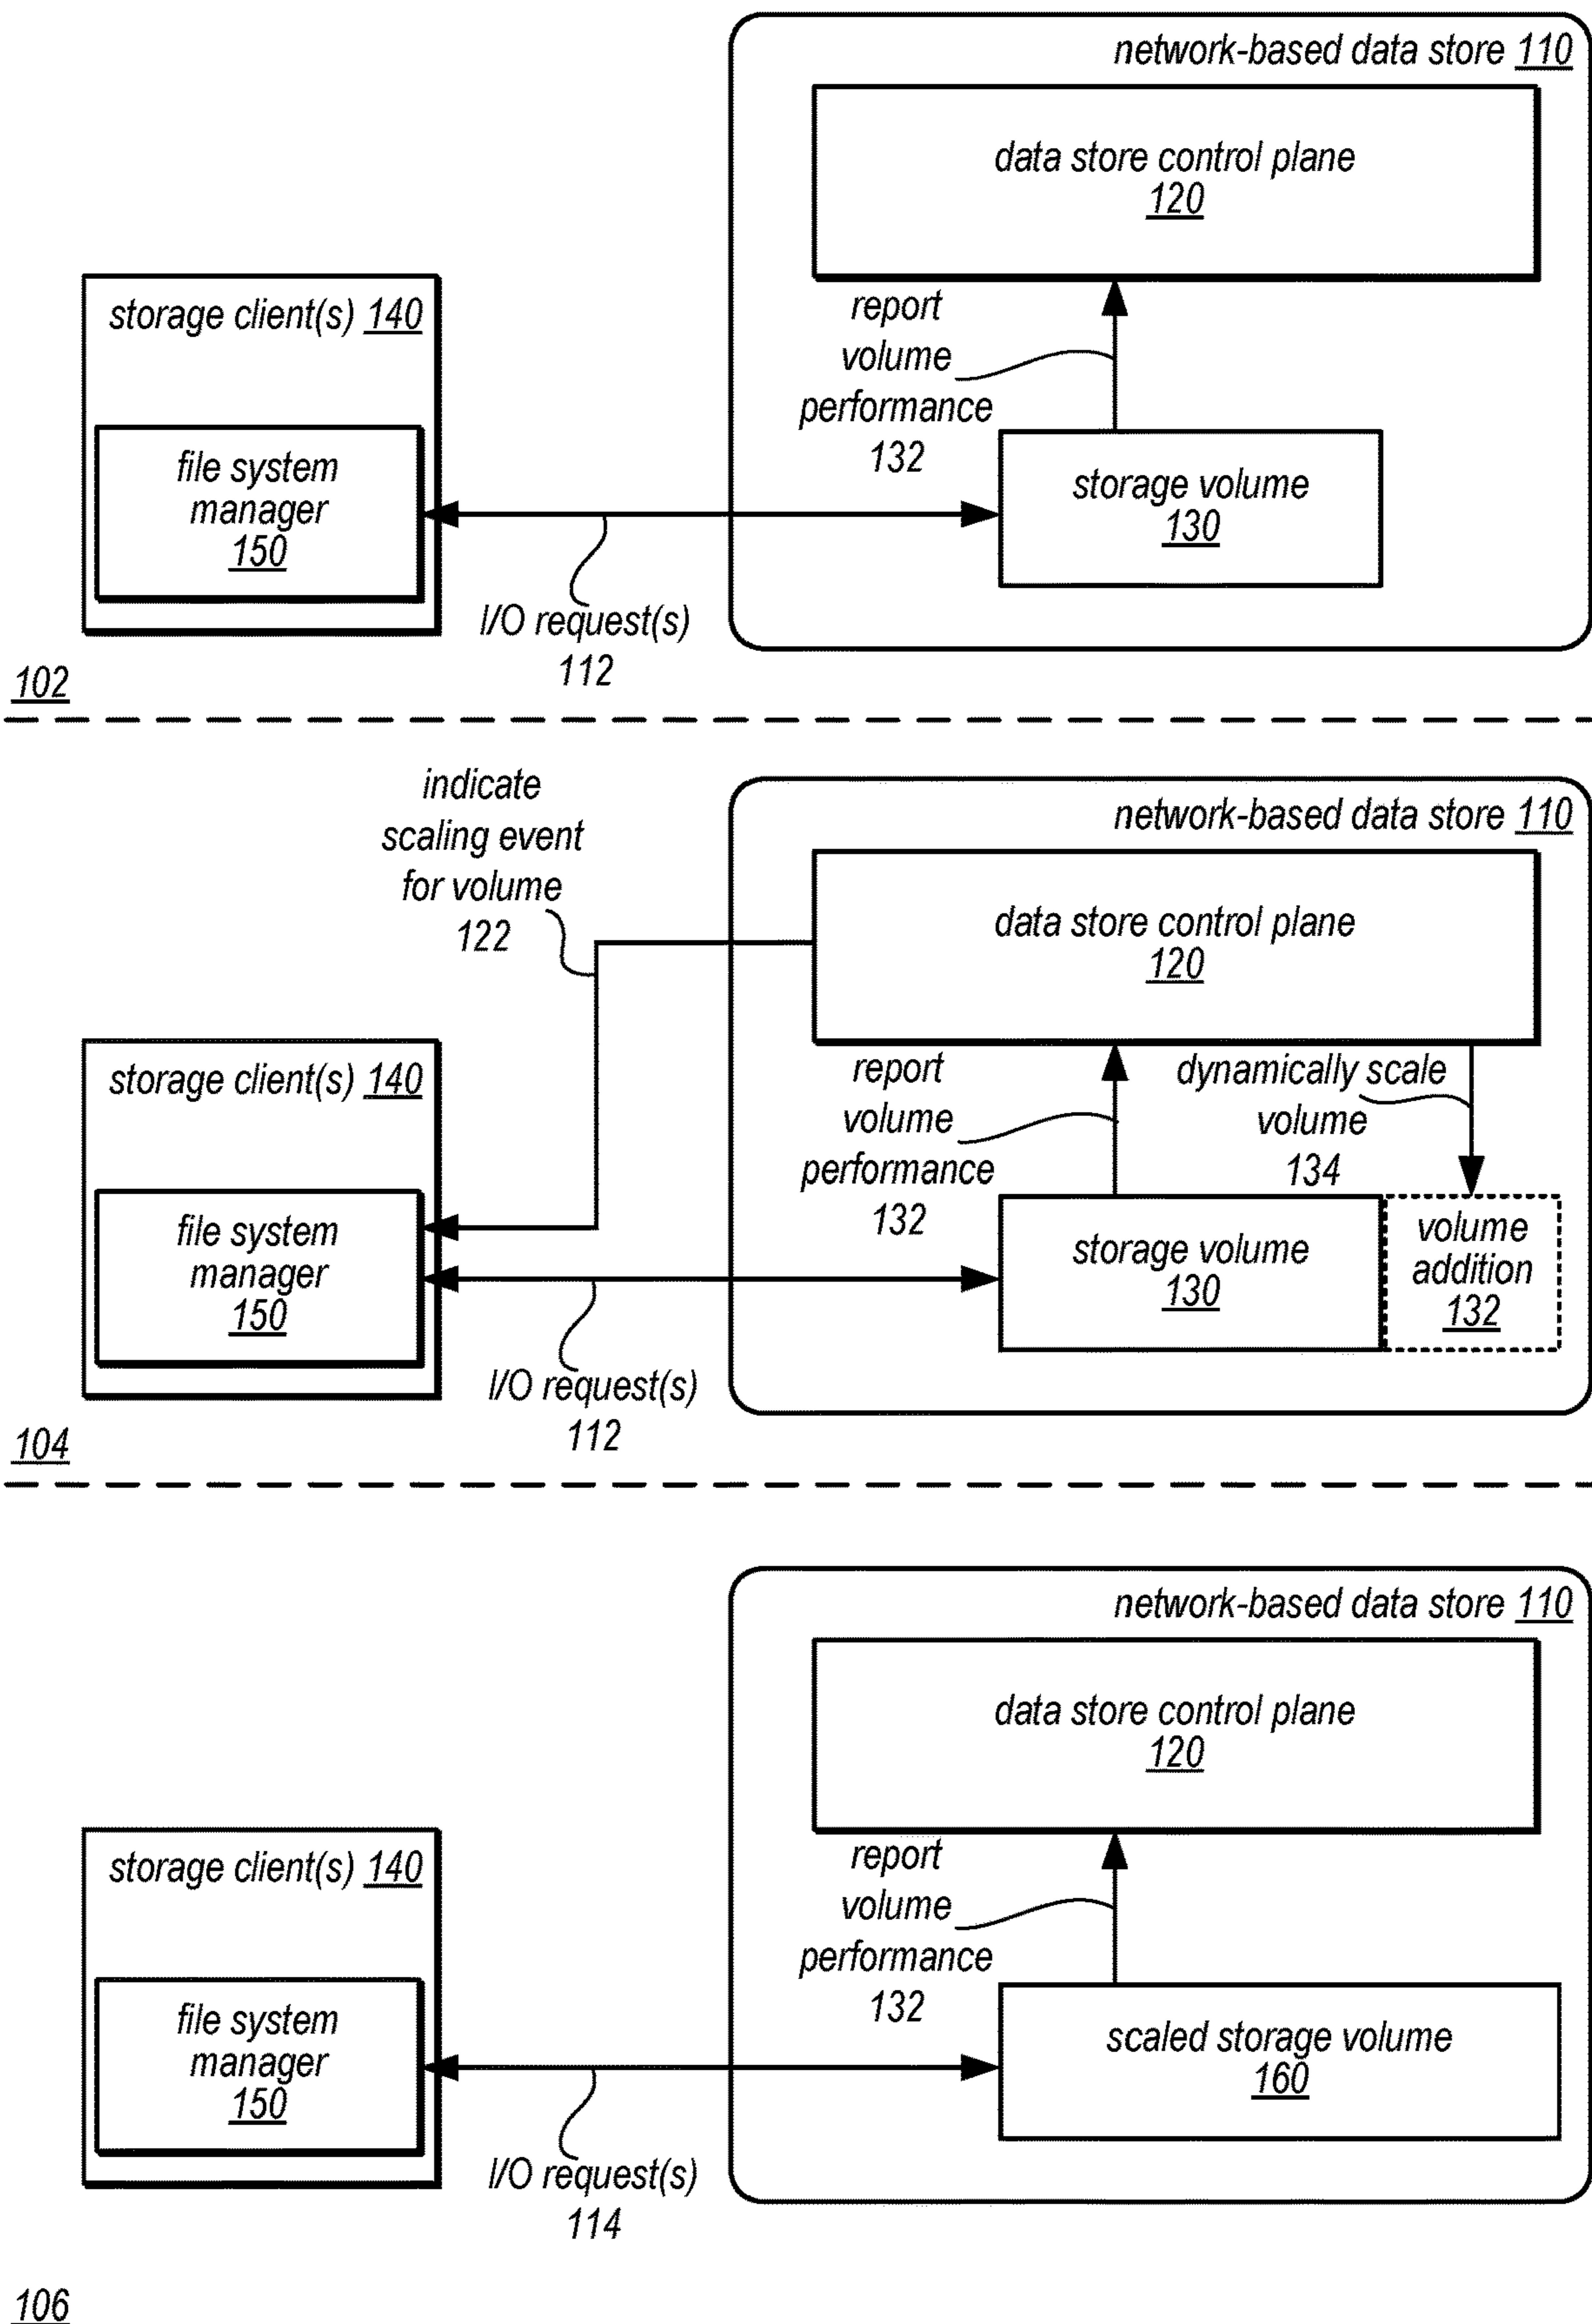 network-based data store 110
data store control plane
120
storage client(s) 140
report
volume
performance
132
file system
manager
150
storage volume
130
I/O request(s)
112
102
indicate
scaling event
for volume
122
network-based data store 110
data store control plane
120
storage client(s) 140
report
volume
performance
132
dynamically scale
volume
134
file system
manager
150
storage volume
130
volume
addition
132
I/O request(s)
112
104
network-based data store 110
data store control plane
120
storage client(s) 140
report
volume
performance
132
file system
manager
150
scaled storage volume
160
I/O request(s)
114
106